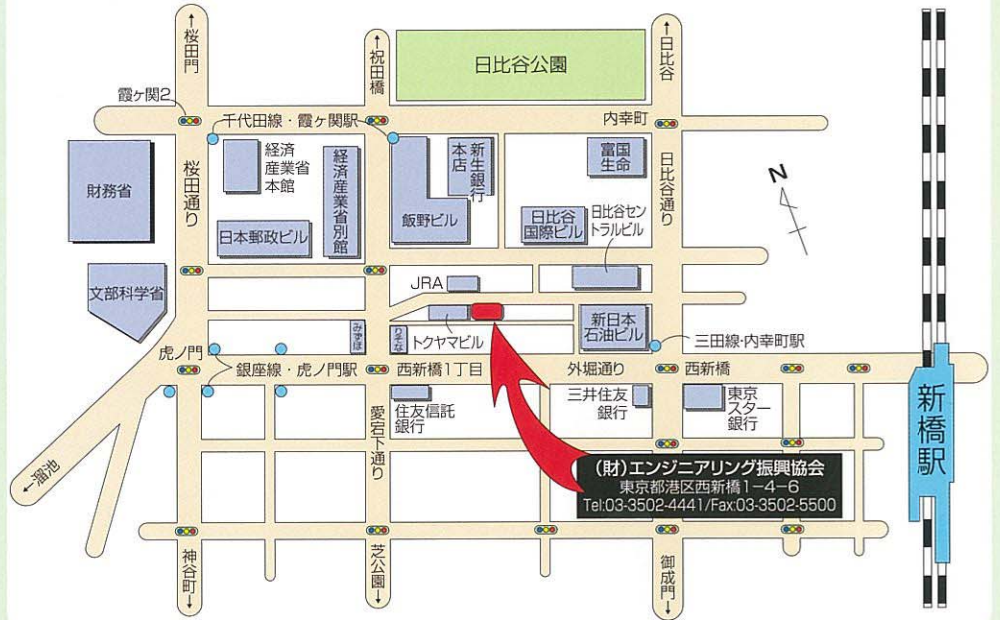 ←桜田門
←祝田橋
日比谷公園
←日比谷
霞ヶ関2
千代田線・霞ヶ関駅
内幸町
財務省
桜田通り
経済
産業省
本館
経済産業省別館
飯野ビル
新生銀行
本店
富国
生命
日比谷通り
N
日本郵政ビル
日比谷
国際ビル
日比谷セン
トラルビル
文部科学省
JRA
みずほ
りそな
トクヤマビル
新日本
石油ビル
三田線・内幸町駅
虎ノ門
銀座線・虎ノ門駅
西新橋1丁目
外堀通り
西新橋
新橋駅
愛宕下通り
住友信託
銀行
三井住友
銀行
東京
スター
銀行
←溜池
(財)エンジニアリング振興協会
東京都港区西新橋1-4-6
Tel:03-3502-4441/Fax:03-3502-5500
神谷町→
芝公園→
御成門→